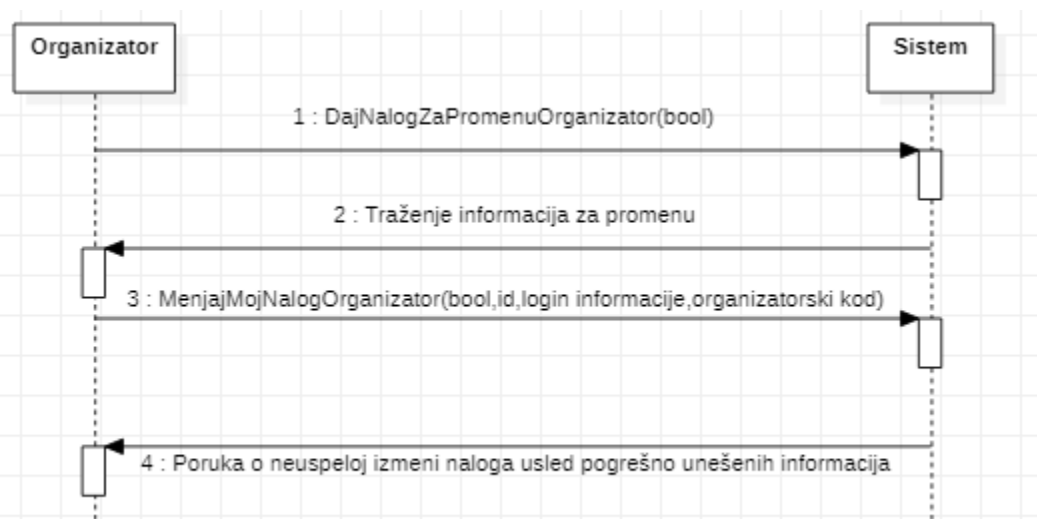 Organizator
Sistem
1 : DajNalogZaPromenuOrganizator(bool)
2 : Traženje informacija za promenu
3 : MenjajMojNalogOrganizator(bool,id,login informacije,organizatorski kod)
4 : Poruka o neuspeloj izmeni naloga usled pogrešno unešenih informacija